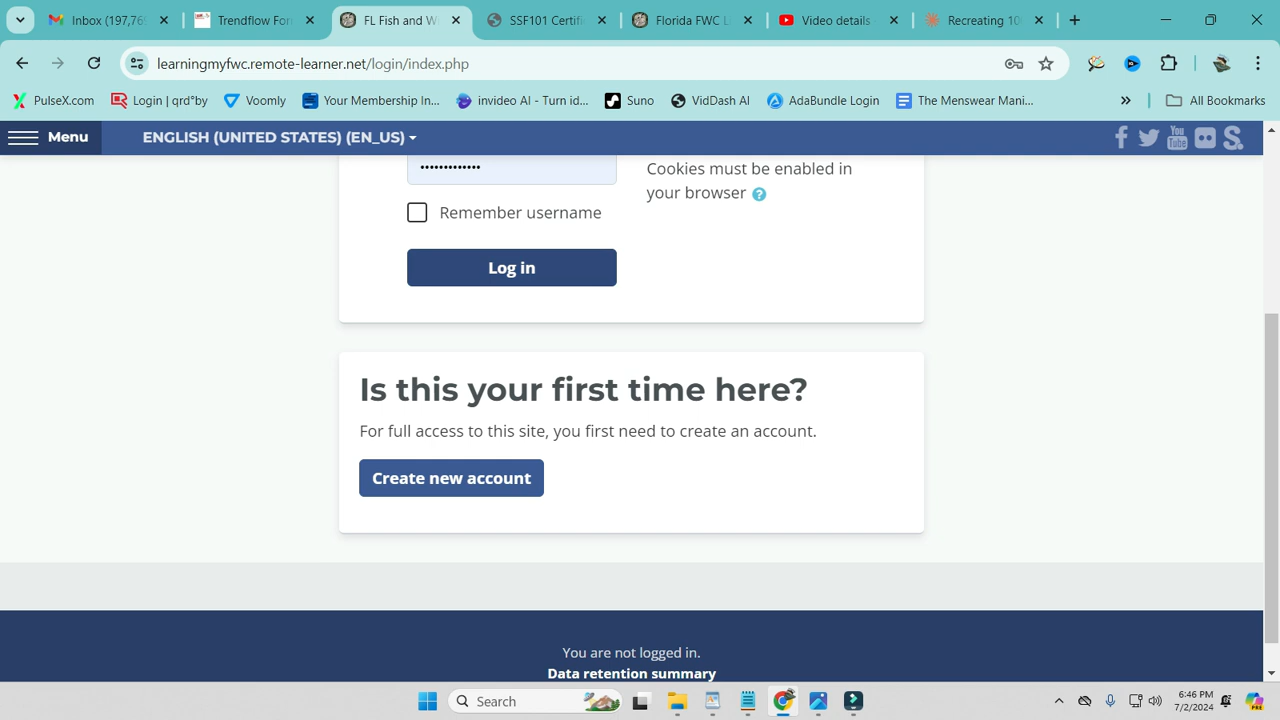 Inbox (197,769
Trendflow For
FL Fish and W
SSF101 Certifi
Florida FWC L
Video details
Recreating 10
learningmyfwc.remote-learner.net/login/index.php
PulseX.com
Login | qrd°by
Voomly
Your Membership In...
invideo AI - Turn id...
Suno
VidDash AI
AdaBundle Login
The Menswear Mani...
All Bookmarks
Menu
ENGLISH (UNITED STATES) (EN_US)
Cookies must be enabled in
your browser ?
Remember username
Log in
Is this your first time here?
For full access to this site, you first need to create an account.
Create new account
You are not logged in.
Data retention summary
Search
6:46 PM
7/2/2024